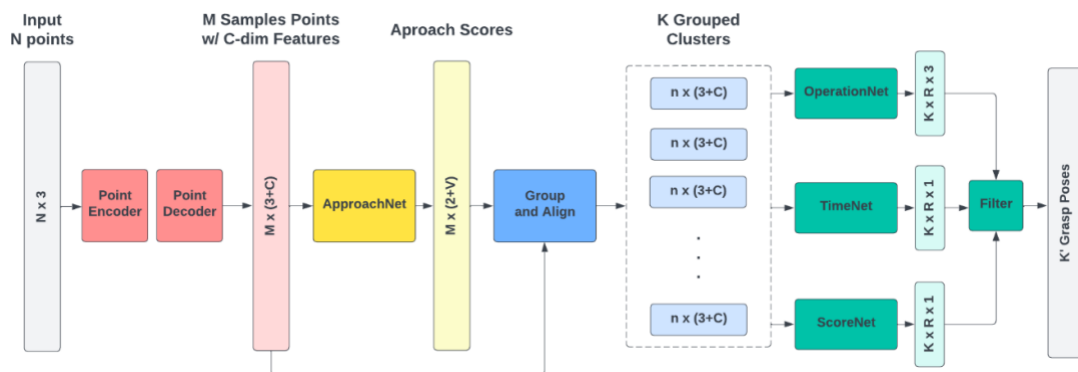 Input
N points
M Samples Points
w/ C-dim Features
Aproach Scores
K Grouped
Clusters
N x 3
Point
Encoder
Point
Decoder
M x (3+C)
ApproachNet
M x (2+V)
Group
and Align
n x (3+C)
n x (3+C)
n x (3+C)
n x (3+C)
OperationNet
K x R x 3
TimeNet
K x R x 1
ScoreNet
K x R x 1
Filter
K' Grasp Poses